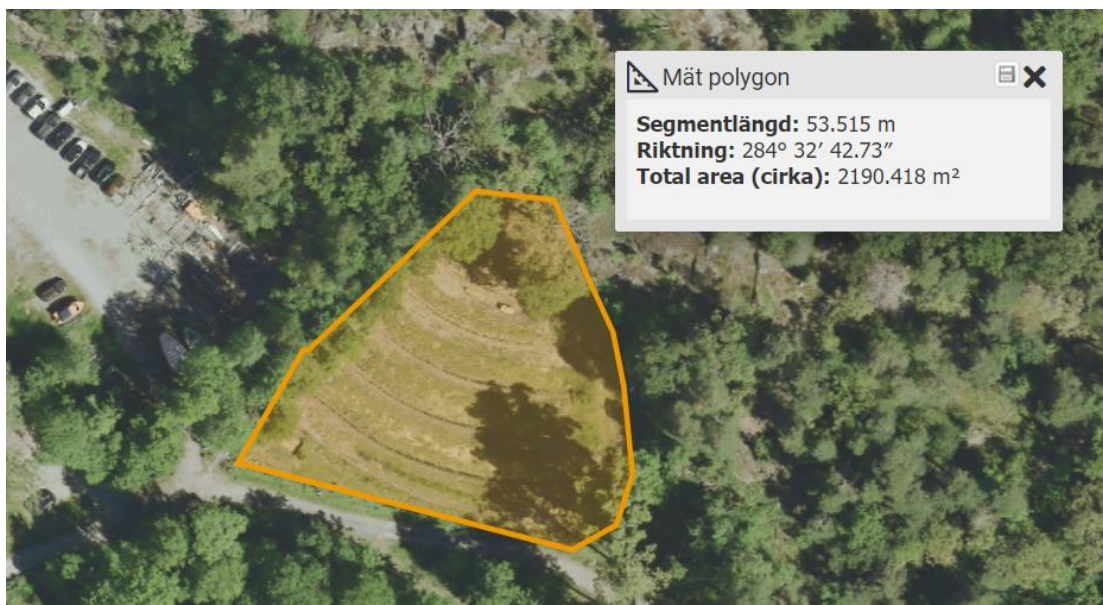 Mät polygon
Segmentlängd: 53.515 m
Riktning: 284° 32′ 42.73″
Total area (cirka): 2190.418 m²